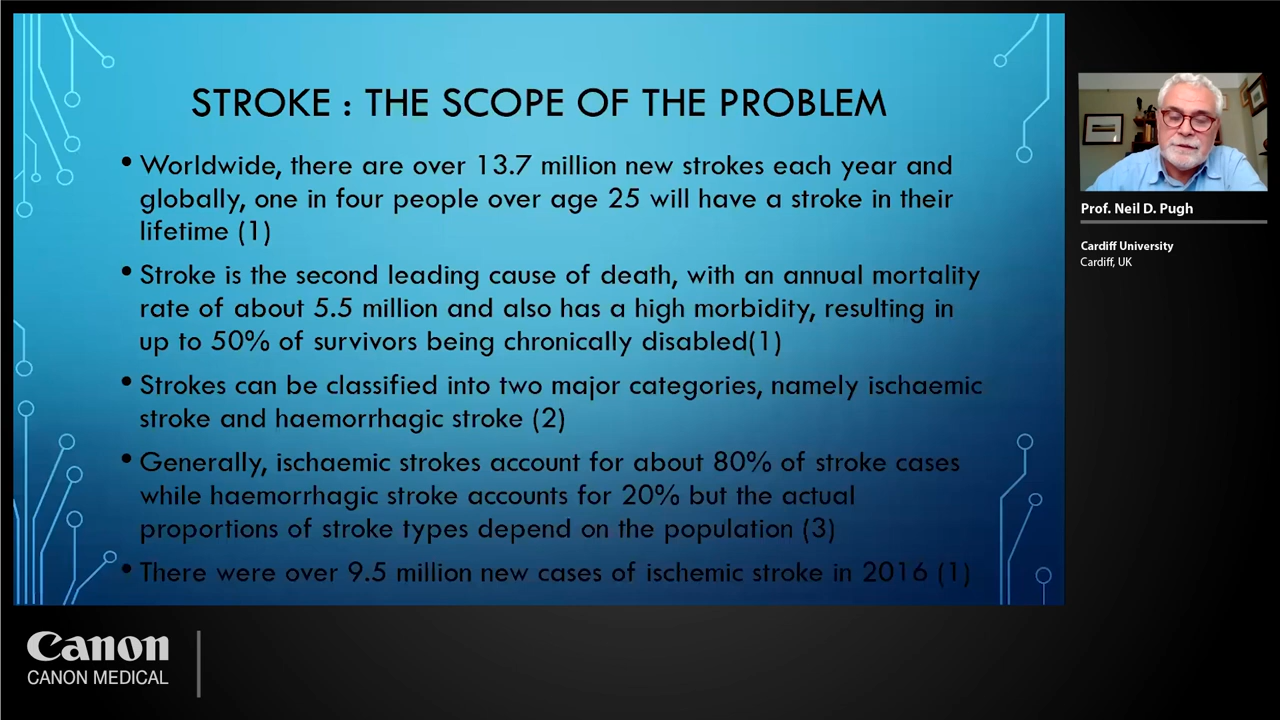 STROKE : THE SCOPE OF THE PROBLEM
• Worldwide, there are over 13.7 million new strokes each year and
globally, one in four people over age 25 will have a stroke in their
lifetime (1)
• Stroke is the second leading cause of death, with an annual mortality
rate of about 5.5 million and also has a high morbidity, resulting in
up to 50% of survivors being chronically disabled(1)
• Strokes can be classified into two major categories, namely ischaemic
stroke and haemorrhagic stroke (2)
• Generally, ischaemic strokes account for about 80% of stroke cases
while haemorrhagic stroke accounts for 20% but the actual
proportions of stroke types depend on the population (3)
• There were over 9.5 million new cases of ischemic stroke in 2016 (1)
Prof. Neil D. Pugh
Cardiff University
Cardiff, UK
Canon
CANON MEDICAL